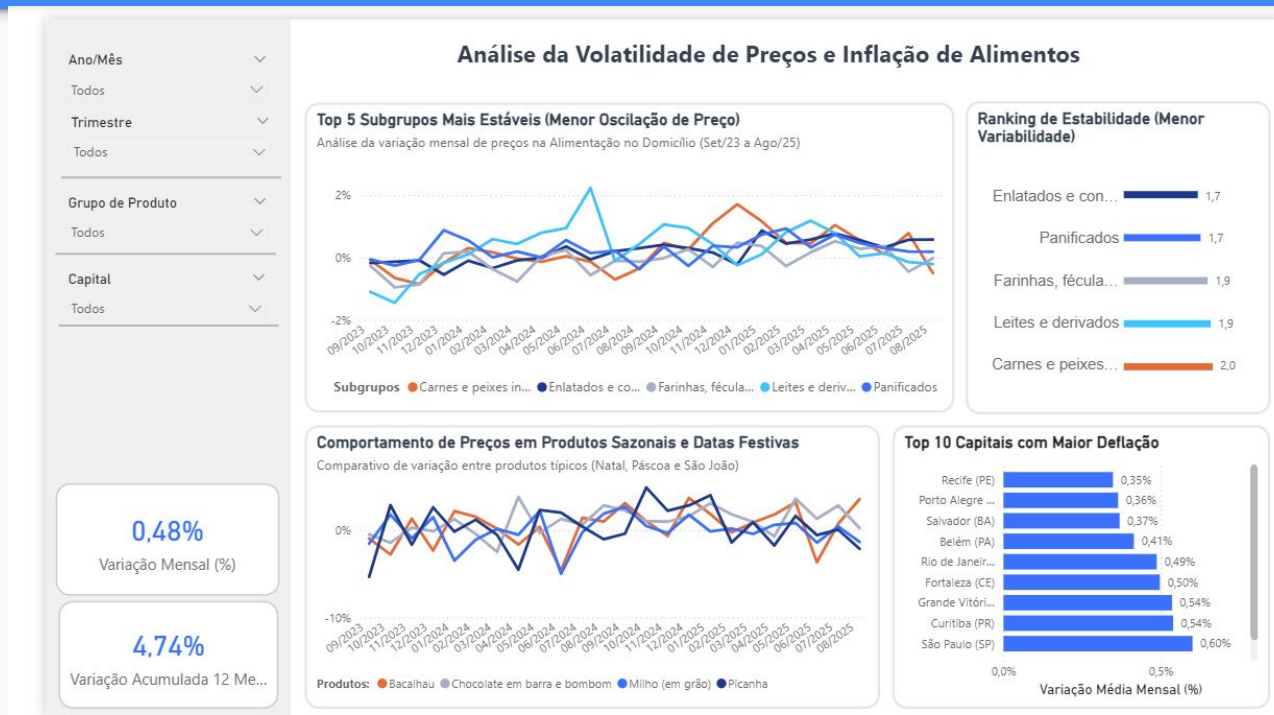 Análise da Volatilidade de Preços e Inflação de Alimentos
Ano/Mês
Todos
Trimestre
Todos
Grupo de Produto
Todos
Capital
Todos
0,48%
Variação Mensal (%)
4,74%
Variação Acumulada 12 Me...
Top 5 Subgrupos Mais Estáveis (Menor Oscilação de Preço)
Análise da variação mensal de preços na Alimentação no Domicílio (Set/23 a Ago/25)
2%
0%
-2%
09/2023
10/2023
11/2023
12/2023
01/2024
02/2024
03/2024
04/2024
05/2024
06/2024
07/2024
08/2024
09/2024
10/2024
11/2024
12/2024
01/2025
02/2025
03/2025
04/2025
05/2025
06/2025
07/2025
08/2025
Subgrupos Carnes e peixes in... Enlatados e co... Farinhas, fécula... Leites e deriv... Panificados
Ranking de Estabilidade (Menor
Variabilidade)
Enlatados e con... 1,7
Panificados 1,7
Farinhas, fécula... 1,9
Leites e derivados 1,9
Carnes e peixes... 2,0
Comportamento de Preços em Produtos Sazonais e Datas Festivas
Comparativo de variação entre produtos típicos (Natal, Páscoa e São João)
0%
-10%
09/2023
10/2023
11/2023
12/2023
01/2024
02/2024
03/2024
04/2024
05/2024
06/2024
07/2024
08/2024
09/2024
10/2024
11/2024
12/2024
01/2025
02/2025
03/2025
04/2025
05/2025
06/2025
07/2025
08/2025
Produtos: Bacalhau Chocolate em barra e bombom Milho (em grão) Picanha
Top 10 Capitais com Maior Deflação
Recife (PE) 0,35%
Porto Alegre ... 0,36%
Salvador (BA) 0,37%
Belém (PA) 0,41%
Rio de Janeir... 0,49%
Fortaleza (CE) 0,50%
Grande Vitóri... 0,54%
Curitiba (PR) 0,54%
São Paulo (SP) 0,60%
0,0% 0,5%
Variação Média Mensal (%)